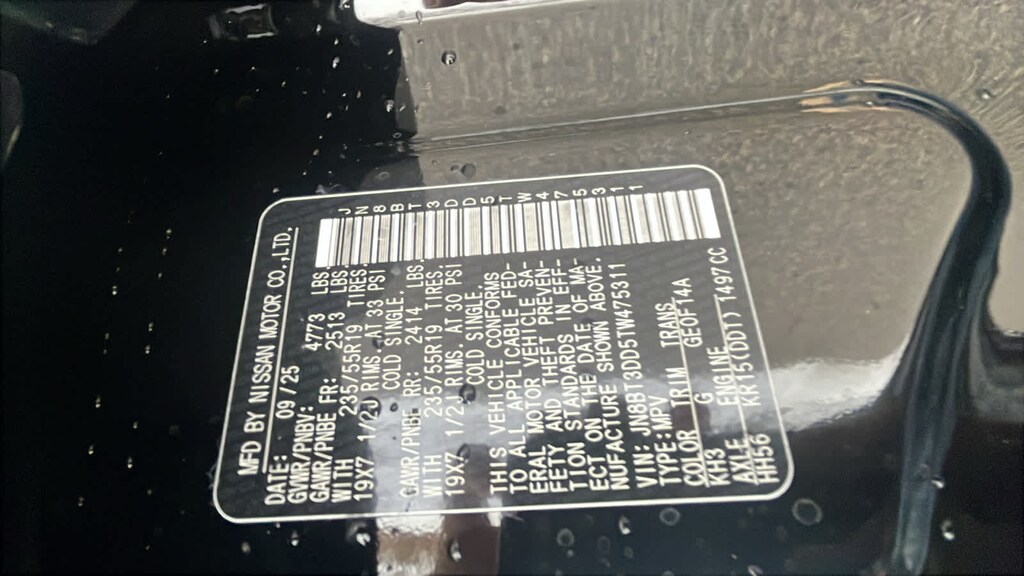 MFD BY NISSAN MOTOR CO.,LTD.
DATE: 09/25
GVWR/PNBV: 4773 LBS
GAWR/PNBE FR: 2513 LBS
WITH 235/55R19 TIRES.
19X7 1/2J RIMS. AT 33 PSI
COLD SINGLE.
GAWR/PNBE RR: 2414 LBS.
WITH 235/55R19 TIRES.
19X7 1/2J RIMS. AT 30 PSI
COLD SINGLE.
THIS VEHICLE CONFORMS
TO ALL APPLICABLE FED-
ERAL MOTOR VEHICLE SA-
FETY AND THEFT PREVEN-
TION STANDARDS IN EFF-
ECT ON THE DATE OF MA-
NUFACTURE SHOWN ABOVE.
VIN: JN8BT3DD5TW475311
TYPE: MPV
COLOR TRIM TRANS
KH3 G GE0F14A
AXLE ENGINE
HH56 KR15(DDT) 1497CC
JN8BT3DD5TW475311